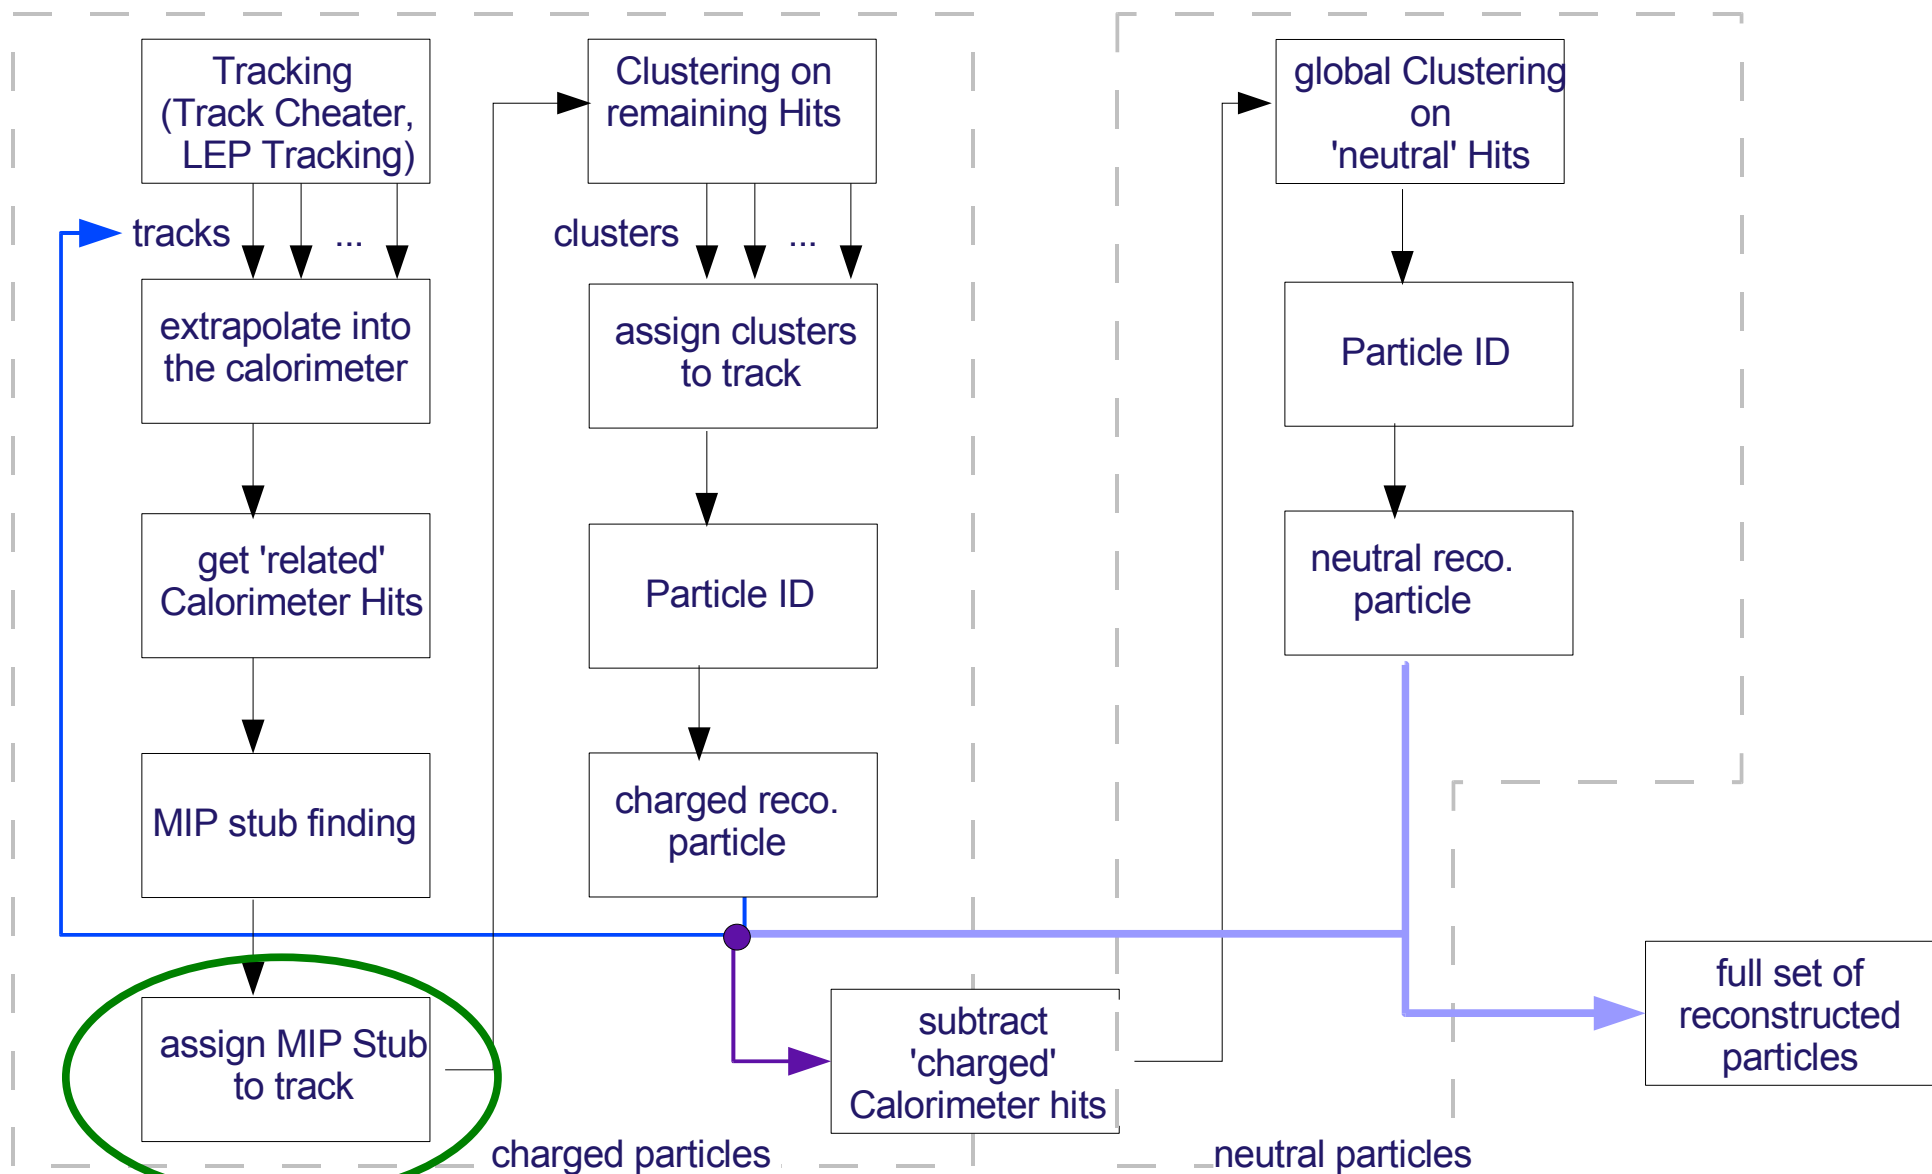 Tracking
(Track Cheater,
LEP Tracking)
tracks
...
extrapolate into
the calorimeter
get 'related'
Calorimeter Hits
MIP stub finding
assign MIP Stub
to track
Clustering on
remaining Hits
clusters
...
assign clusters
to track
Particle ID
charged reco.
particle
subtract
'charged'
Calorimeter hits
charged particles
global Clustering
on
'neutral' Hits
Particle ID
neutral reco.
particle
neutral particles
full set of
reconstructed
particles